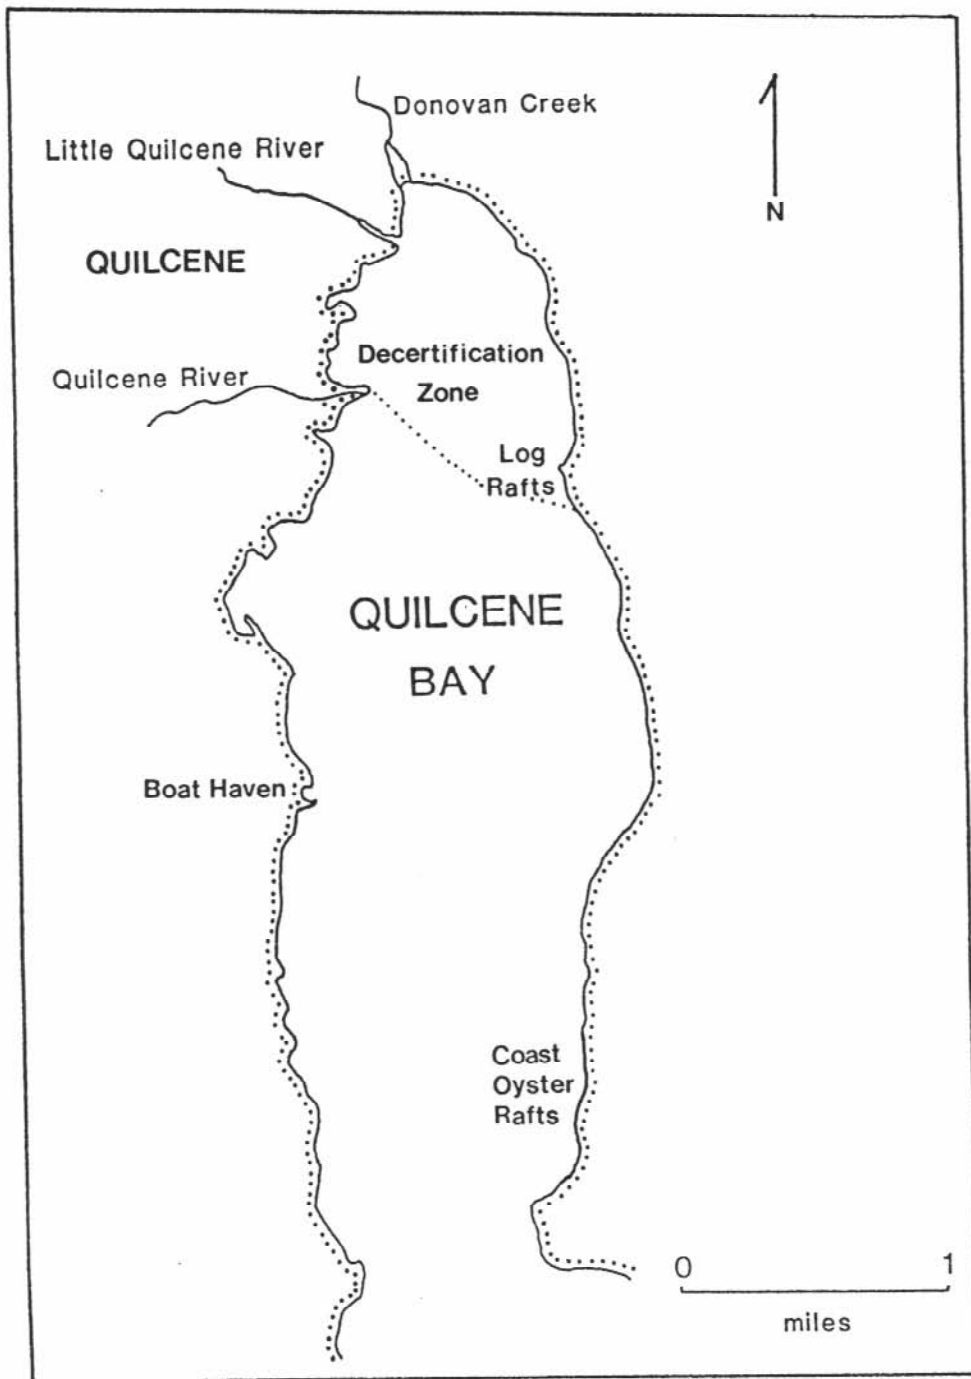 Donovan Creek
Little Quilcene River
N
QUILCENE
Decertification
Zone
Quilcene River
Log
Rafts
QUILCENE
BAY
Boat Haven
Coast
Oyster
Rafts
0 1
miles